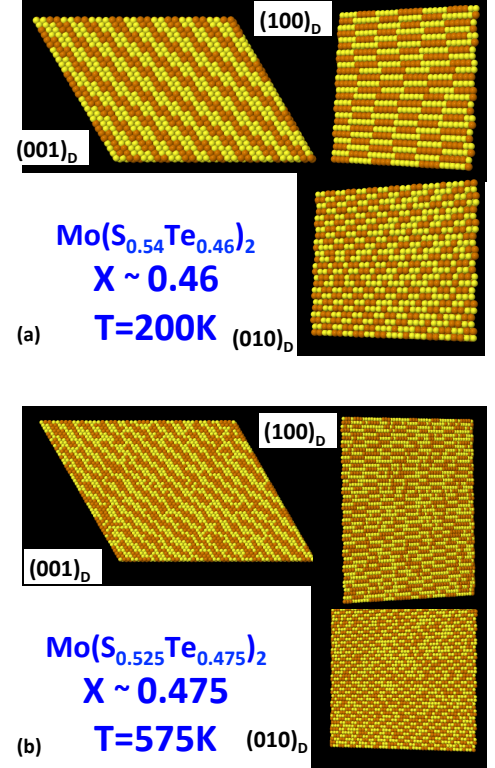 (100)D
(001)D
Mo(S0.54Te0.46)2
X ~ 0.46
T=200K
(a)
(010)D
(100)D
(001)D
Mo(S0.525Te0.475)2
X ~ 0.475
T=575K
(b)
(010)D